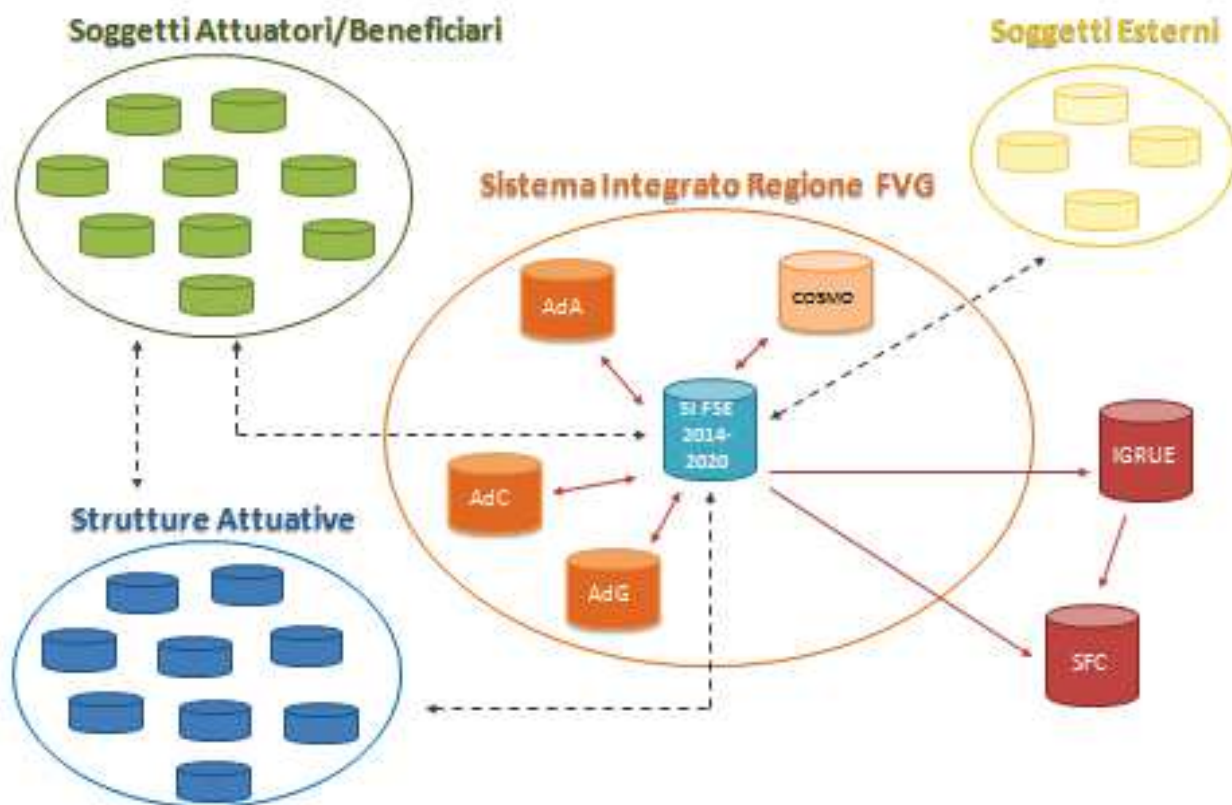 Soggetti Attuatori/Beneficiari
Soggetti Esterni
Sistema Integrato Regione FVG
AdA
COSMO
SI FSE
2014-
2020
IGRUE
AdC
Strutture Attuative
AdG
SFC